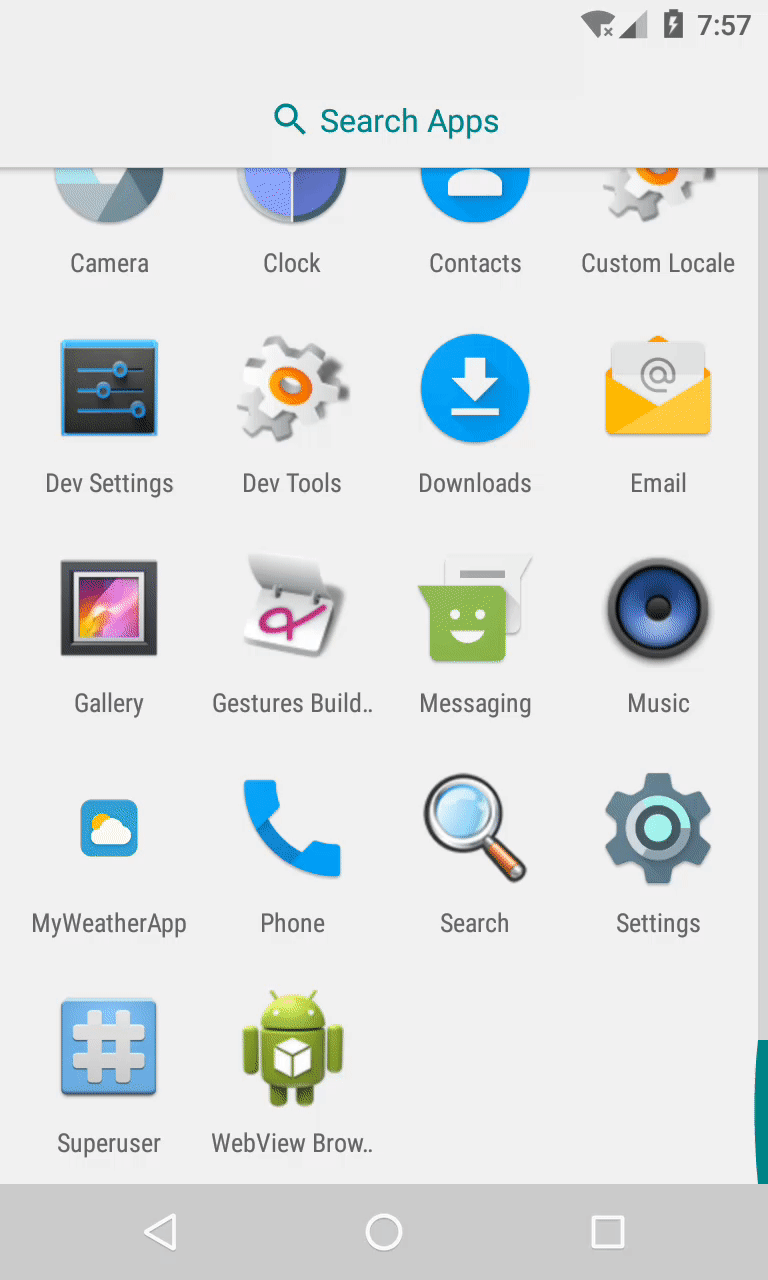 7:57
Search Apps
Camera
Clock
Contacts
Custom Locale
Dev Settings
Dev Tools
Downloads
@
Email
Gallery
Gestures Build..
Messaging
Music
MyWeatherApp
Phone
Search
Settings
#
Superuser
WebView Brow..